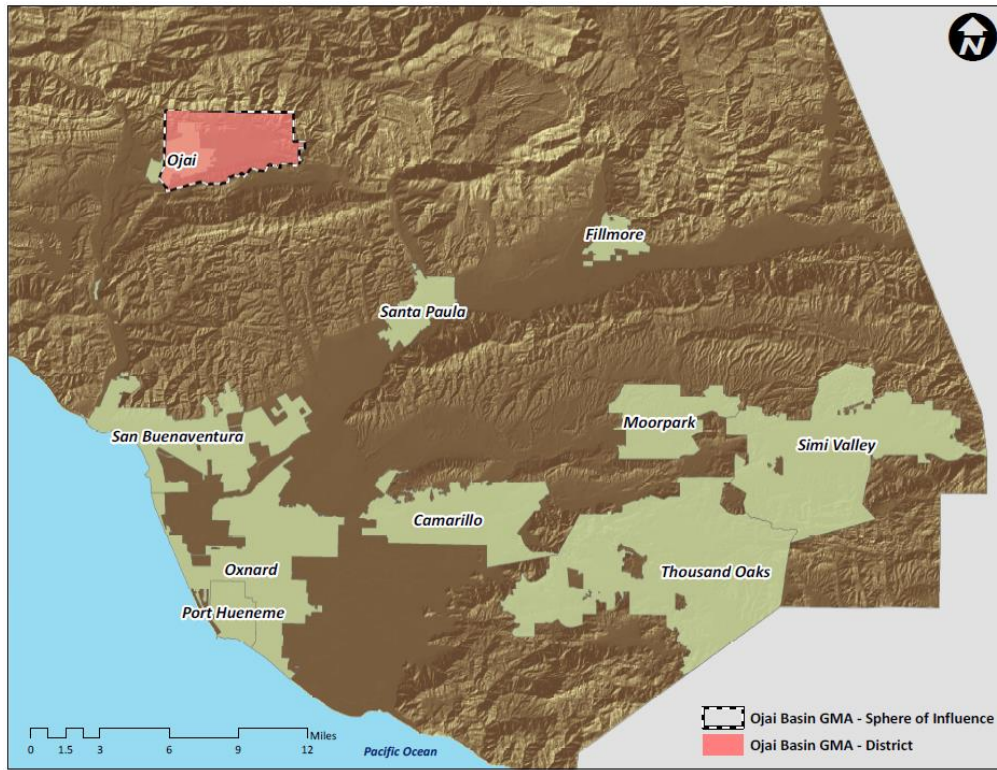 N
Ojai
Fillmore
Santa Paula
Moorpark
San Buenaventura
Simi Valley
Camarillo
Oxnard
Thousand Oaks
Port Hueneme
Ojai Basin GMA - Sphere of Influence
Ojai Basin GMA - District
Miles
0 1.5 3 6 9 12
Pacific Ocean